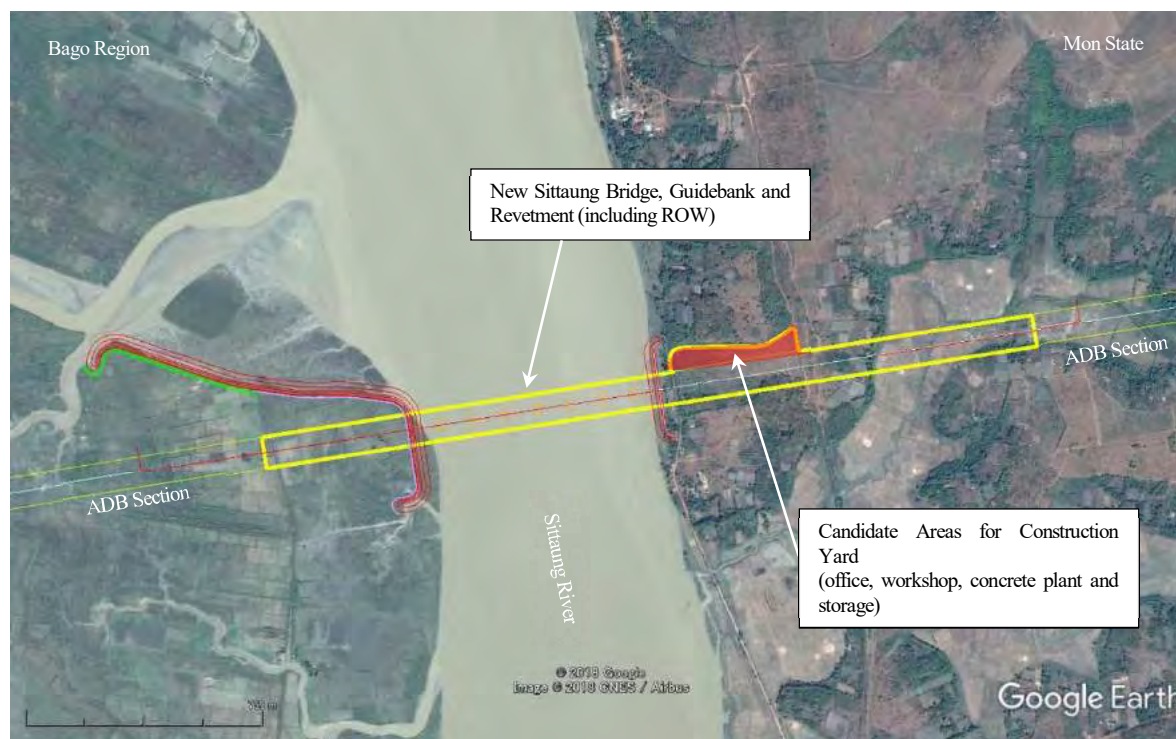 Bago Region
Mon State
New Sittaung Bridge, Guidebank and
Revetment (including ROW)
ADB Section
ADB Section
Sittaung River
Candidate Areas for Construction
Yard
(office, workshop, concrete plant and
storage)
© 2018 Google
Image © 2018 CNES / Airbus
Google Earth